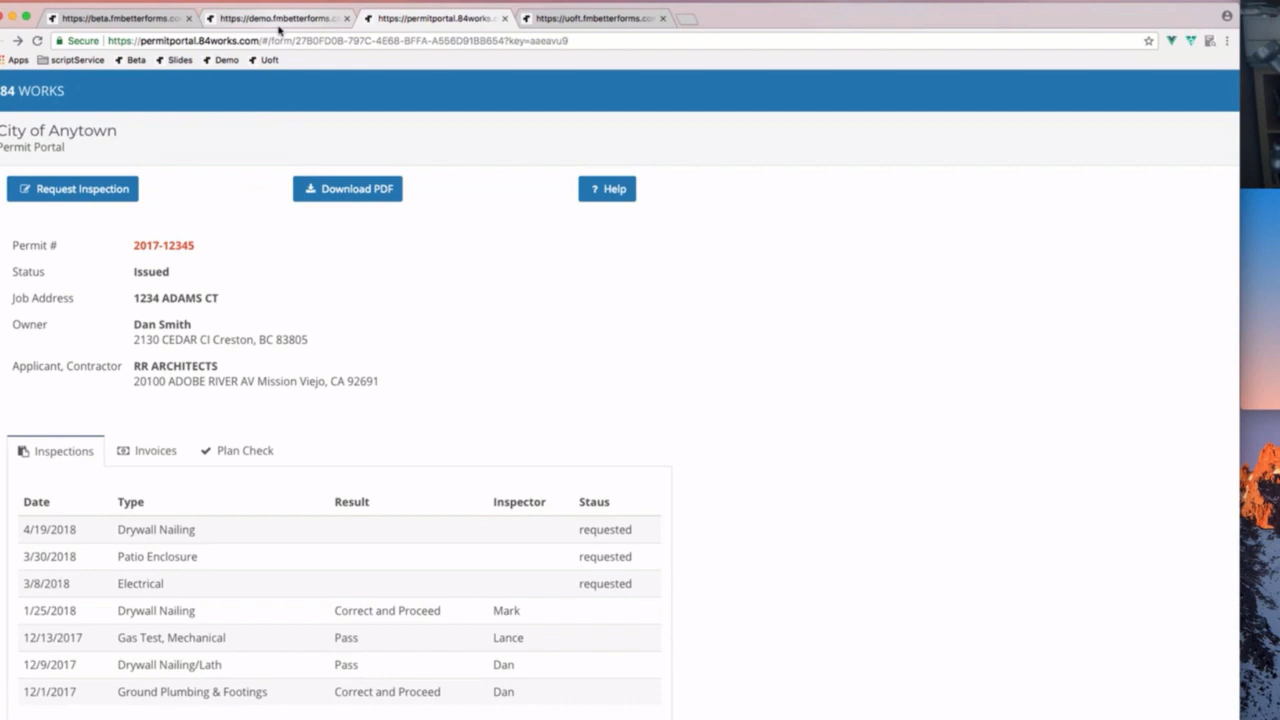 https://beta.fmbetterforms.co
https://demo.fmbetterforms.c
https://permitportal.84works.c
https://uoft.fmbetterforms.co
Secure https://permitportal.84works.com/#/form/27B0FD0B-797C-4E68-BFFA-A556D91BB654?key=aaeavu9
Apps scriptService Beta Slides Demo Uoft
84 WORKS
City of Anytown
Permit Portal
Request Inspection Download PDF ? Help
Permit # 2017-12345
Status Issued
Job Address 1234 ADAMS CT
Owner Dan Smith
2130 CEDAR CI Creston, BC 83805
Applicant, Contractor RR ARCHITECTS
20100 ADOBE RIVER AV Mission Viejo, CA 92691
Inspections Invoices Plan Check
Date Type Result Inspector Staus
4/19/2018 Drywall Nailing requested
3/30/2018 Patio Enclosure requested
3/8/2018 Electrical requested
1/25/2018 Drywall Nailing Correct and Proceed Mark
12/13/2017 Gas Test, Mechanical Pass Lance
12/9/2017 Drywall Nailing/Lath Pass Dan
12/1/2017 Ground Plumbing & Footings Correct and Proceed Dan